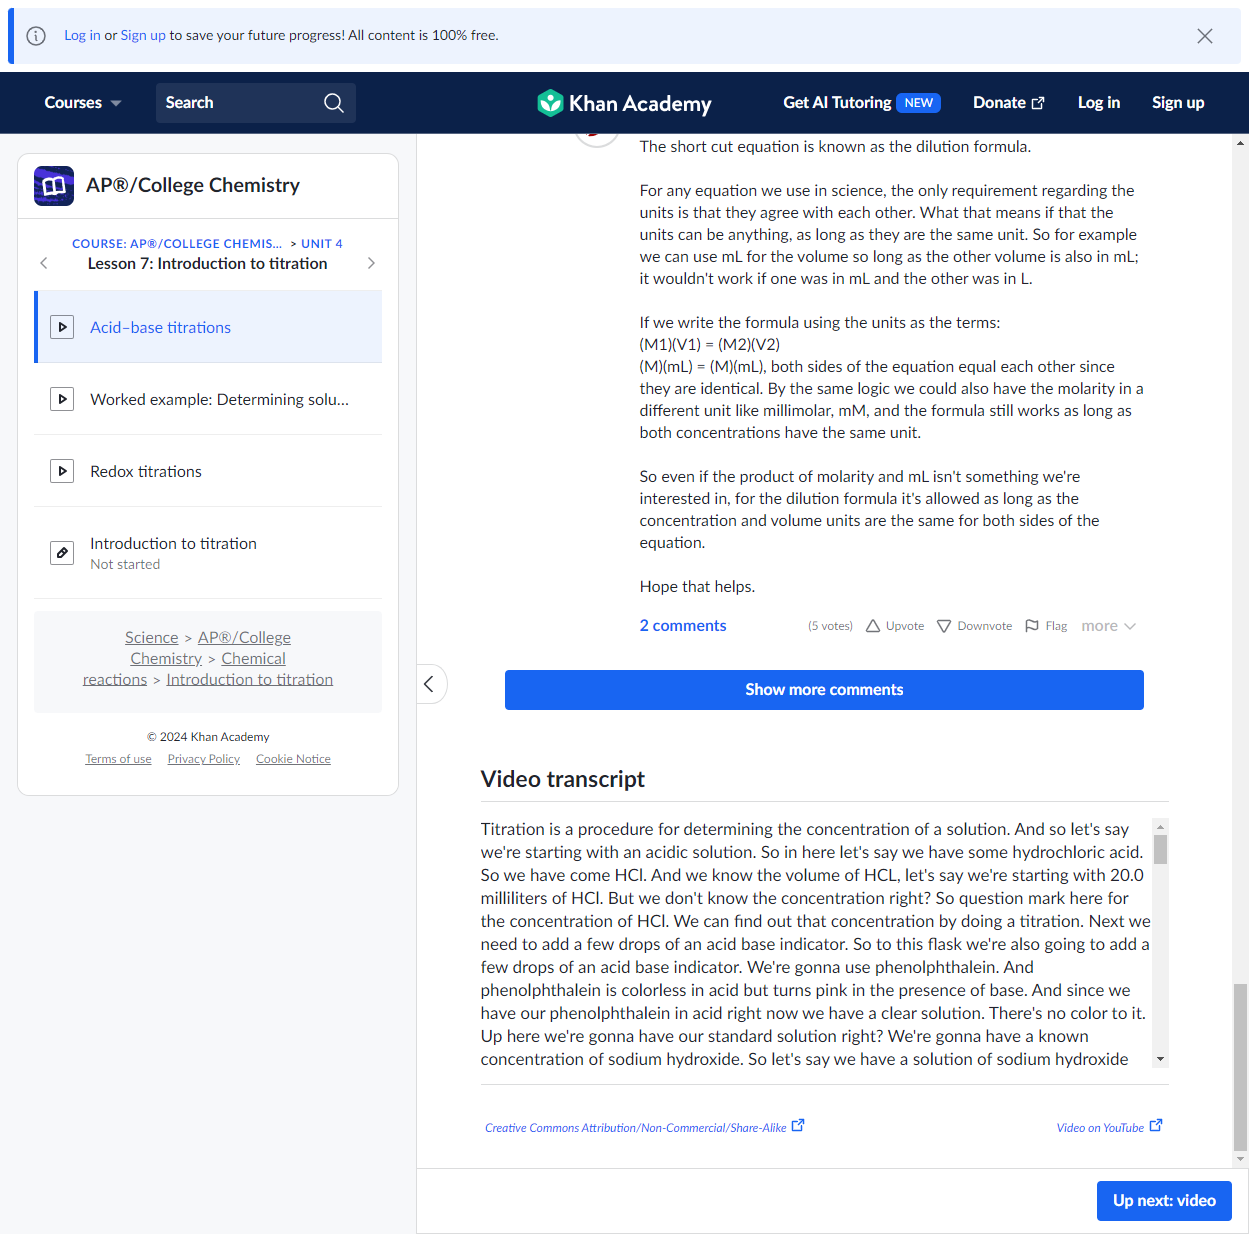 Log in or Sign up to save your future progress! All content is 100% free.
Courses
Search
Khan Academy
Get AI Tutoring NEW
Donate
Log in
Sign up
AP®/College Chemistry
COURSE: AP®/COLLEGE CHEMIS... > UNIT 4
Lesson 7: Introduction to titration
Acid–base titrations
Worked example: Determining solu...
Redox titrations
Introduction to titration
Not started
Science > AP®/College
Chemistry > Chemical
reactions > Introduction to titration
© 2024 Khan Academy
Terms of use Privacy Policy Cookie Notice
The short cut equation is known as the dilution formula.
For any equation we use in science, the only requirement regarding the
units is that they agree with each other. What that means if that the
units can be anything, as long as they are the same unit. So for example
we can use mL for the volume so long as the other volume is also in mL;
it wouldn't work if one was in mL and the other was in L.
If we write the formula using the units as the terms:
(M1)(V1) = (M2)(V2)
(M)(mL) = (M)(mL), both sides of the equation equal each other since
they are identical. By the same logic we could also have the molarity in a
different unit like millimolar, mM, and the formula still works as long as
both concentrations have the same unit.
So even if the product of molarity and mL isn't something we're
interested in, for the dilution formula it's allowed as long as the
concentration and volume units are the same for both sides of the
equation.
Hope that helps.
2 comments
(5 votes)
Upvote
Downvote
Flag
more
Show more comments
Video transcript
Titration is a procedure for determining the concentration of a solution. And so let's say
we're starting with an acidic solution. So in here let's say we have some hydrochloric acid.
So we have come HCl. And we know the volume of HCL, let's say we're starting with 20.0
milliliters of HCl. But we don't know the concentration right? So question mark here for
the concentration of HCl. We can find out that concentration by doing a titration. Next we
need to add a few drops of an acid base indicator. So to this flask we're also going to add a
few drops of an acid base indicator. We're gonna use phenolphthalein. And
phenolphthalein is colorless in acid but turns pink in the presence of base. And since we
have our phenolphthalein in acid right now we have a clear solution. There's no color to it.
Up here we're gonna have our standard solution right? We're gonna have a known
concentration of sodium hydroxide. So let's say we have a solution of sodium hydroxide
Creative Commons Attribution/Non-Commercial/Share-Alike
Video on YouTube
Up next: video